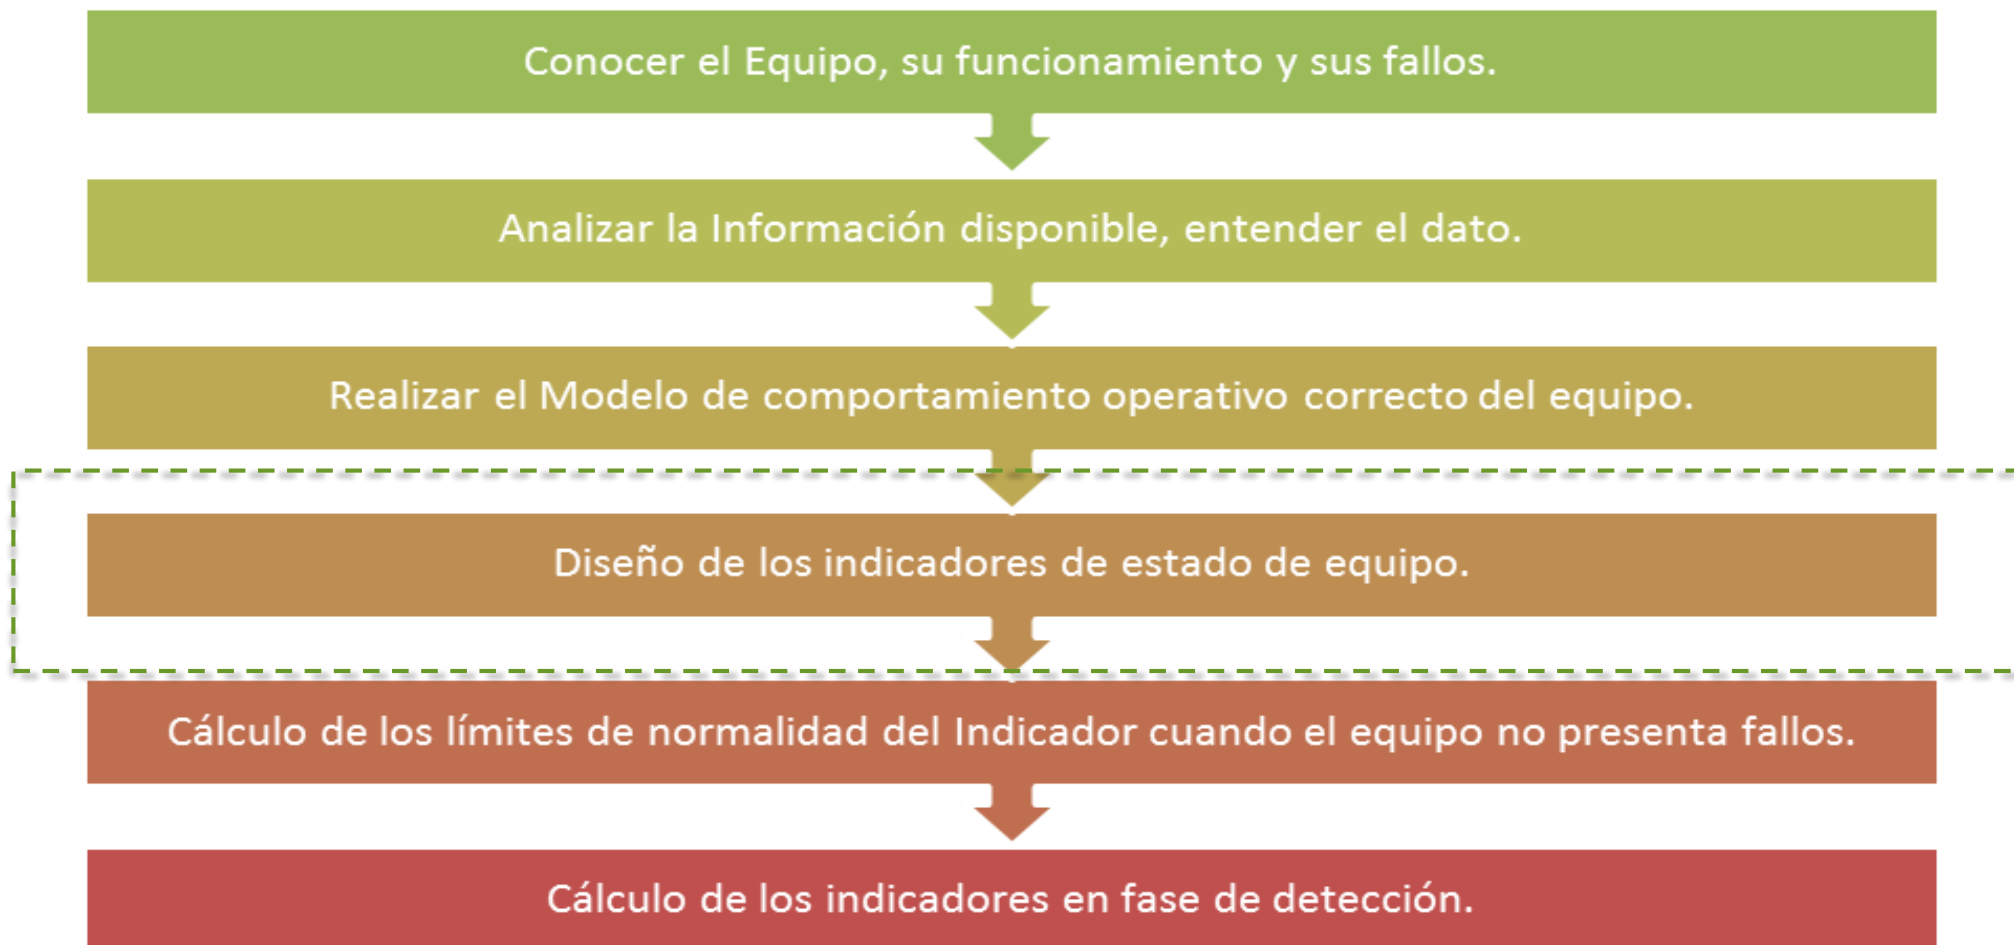 Conocer el Equipo, su funcionamiento y sus fallos.
Analizar la Información disponible, entender el dato.
Realizar el Modelo de comportamiento operativo correcto del equipo.
Diseño de los indicadores de estado de equipo.
Cálculo de los límites de normalidad del Indicador cuando el equipo no presenta fallos.
Cálculo de los indicadores en fase de detección.